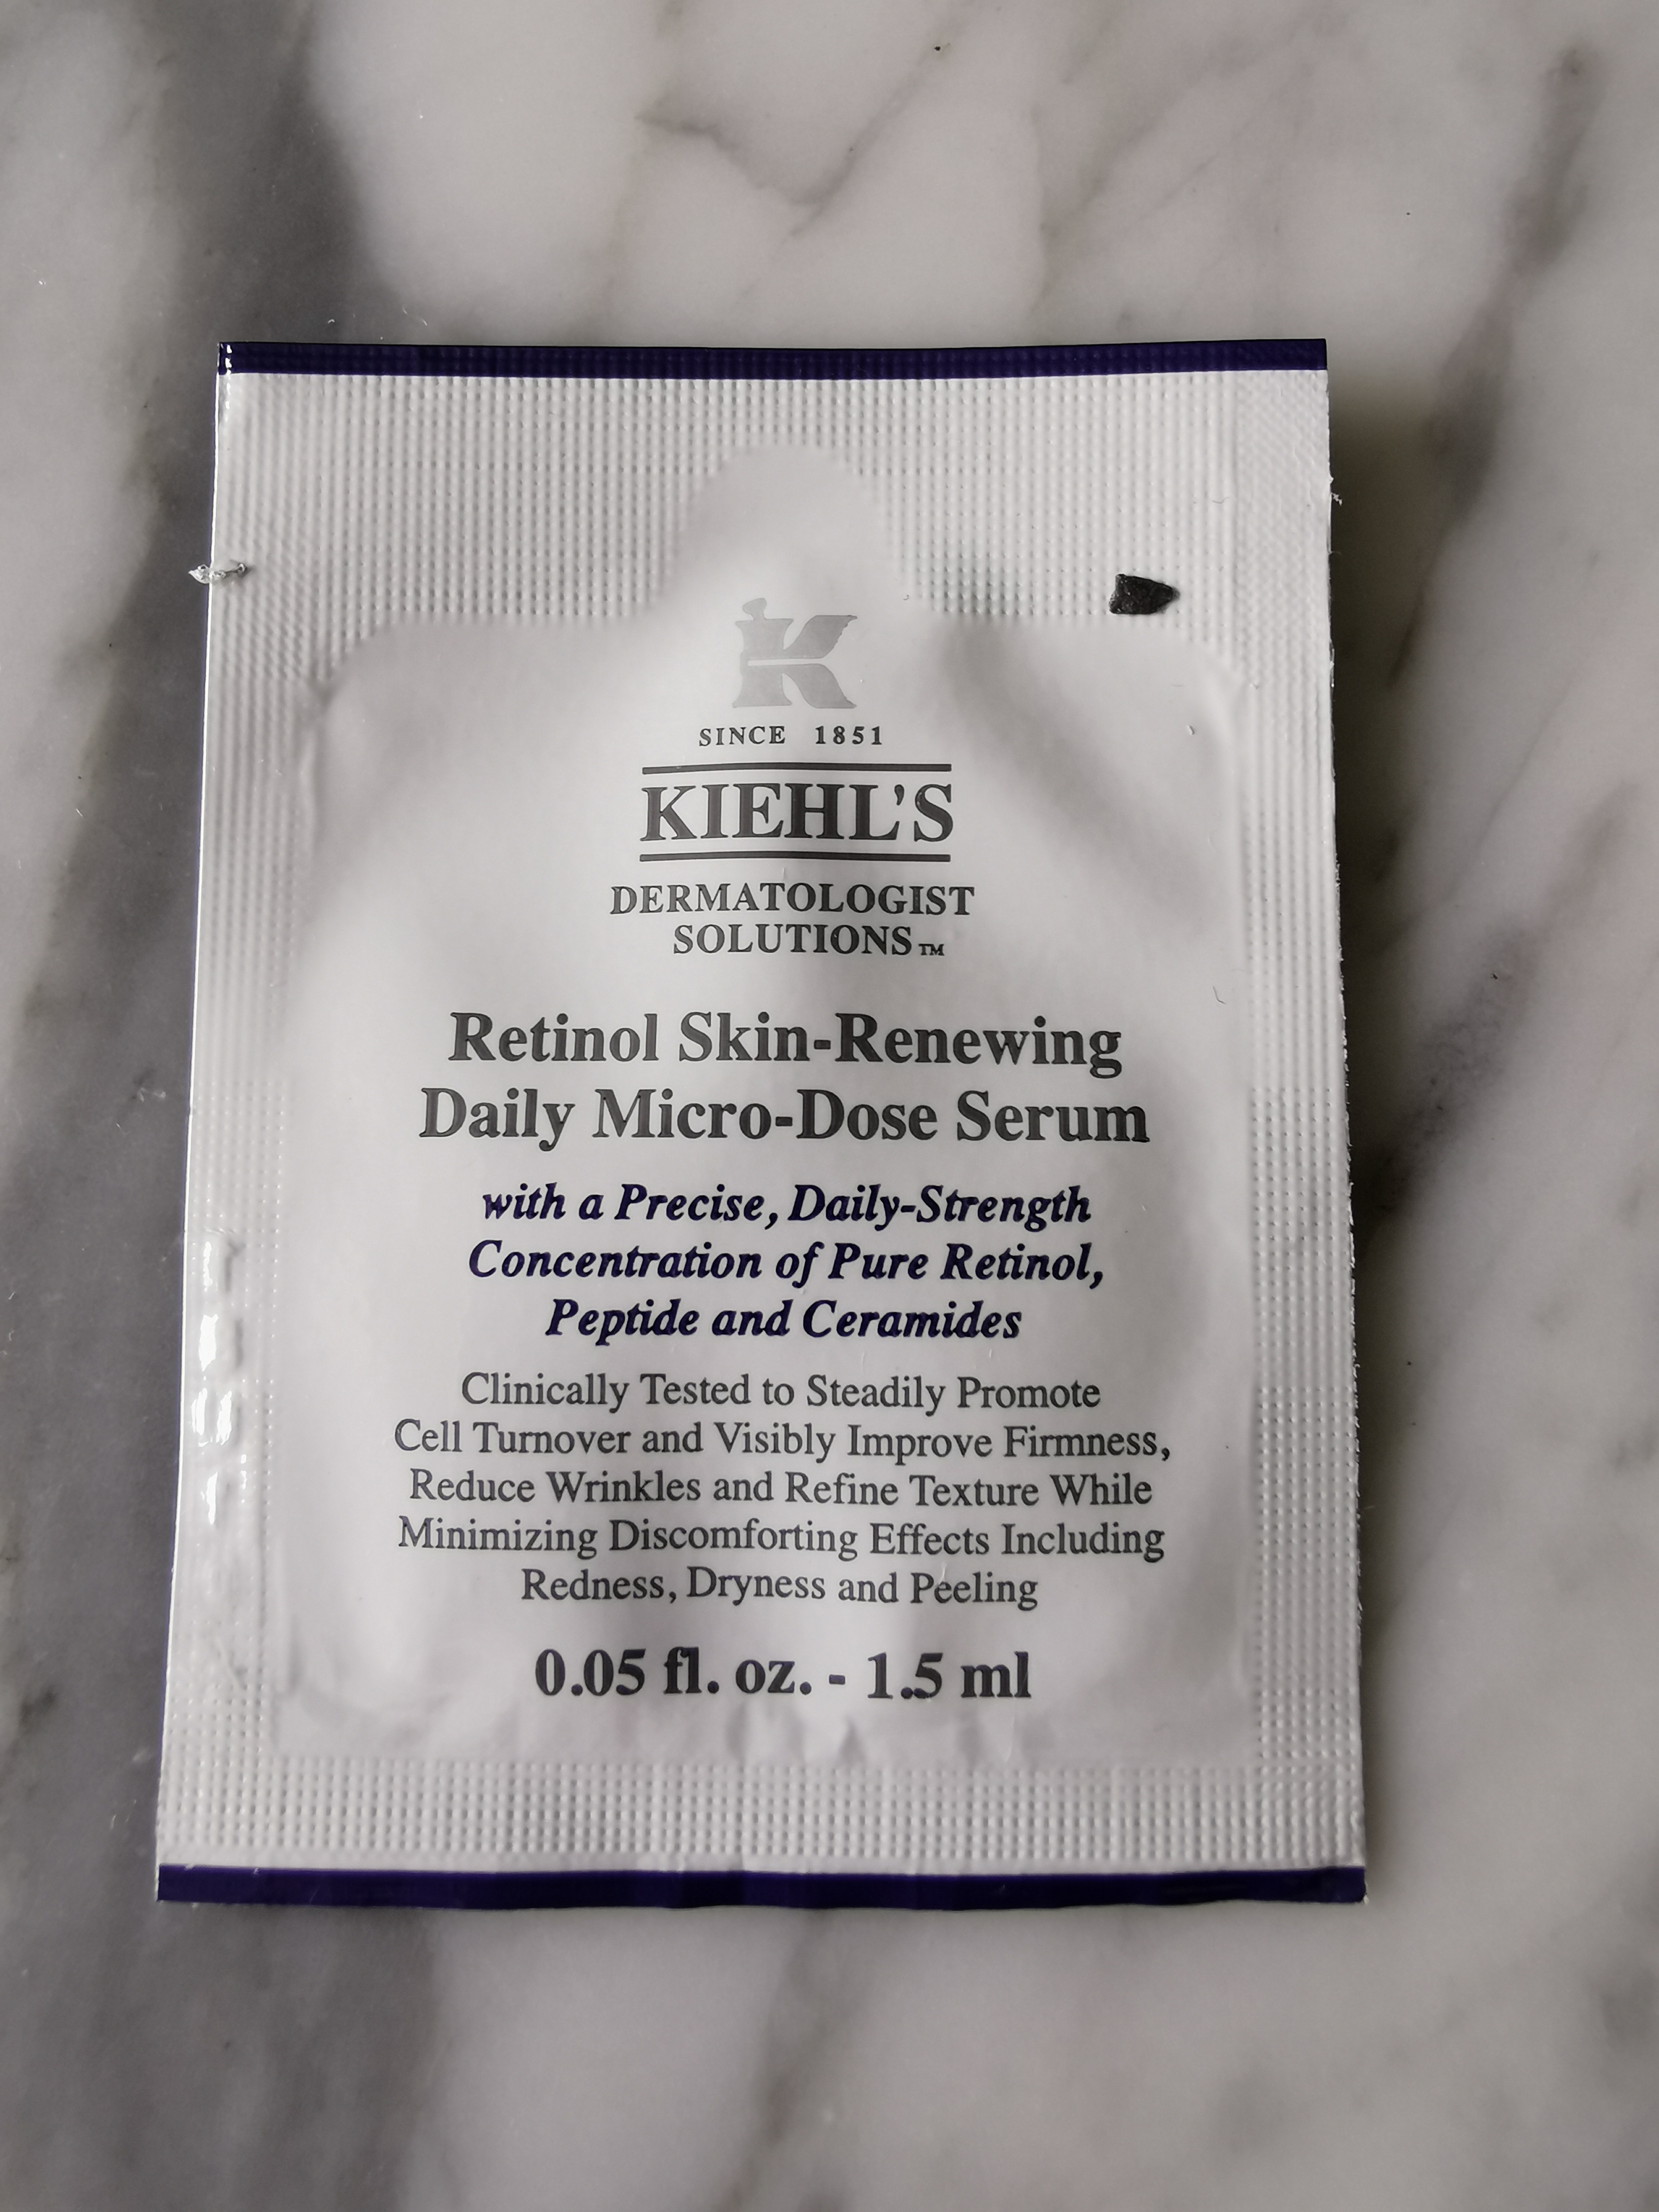 K
SINCE 1851
KIEHL'S
DERMATOLOGIST
SOLUTIONS™
Retinol Skin-Renewing
Daily Micro-Dose Serum
with a Precise, Daily-Strength
Concentration of Pure Retinol,
Peptide and Ceramides
Clinically Tested to Steadily Promote
Cell Turnover and Visibly Improve Firmness,
Reduce Wrinkles and Refine Texture While
Minimizing Discomforting Effects Including
Redness, Dryness and Peeling
0.05 fl. oz. - 1.5 ml